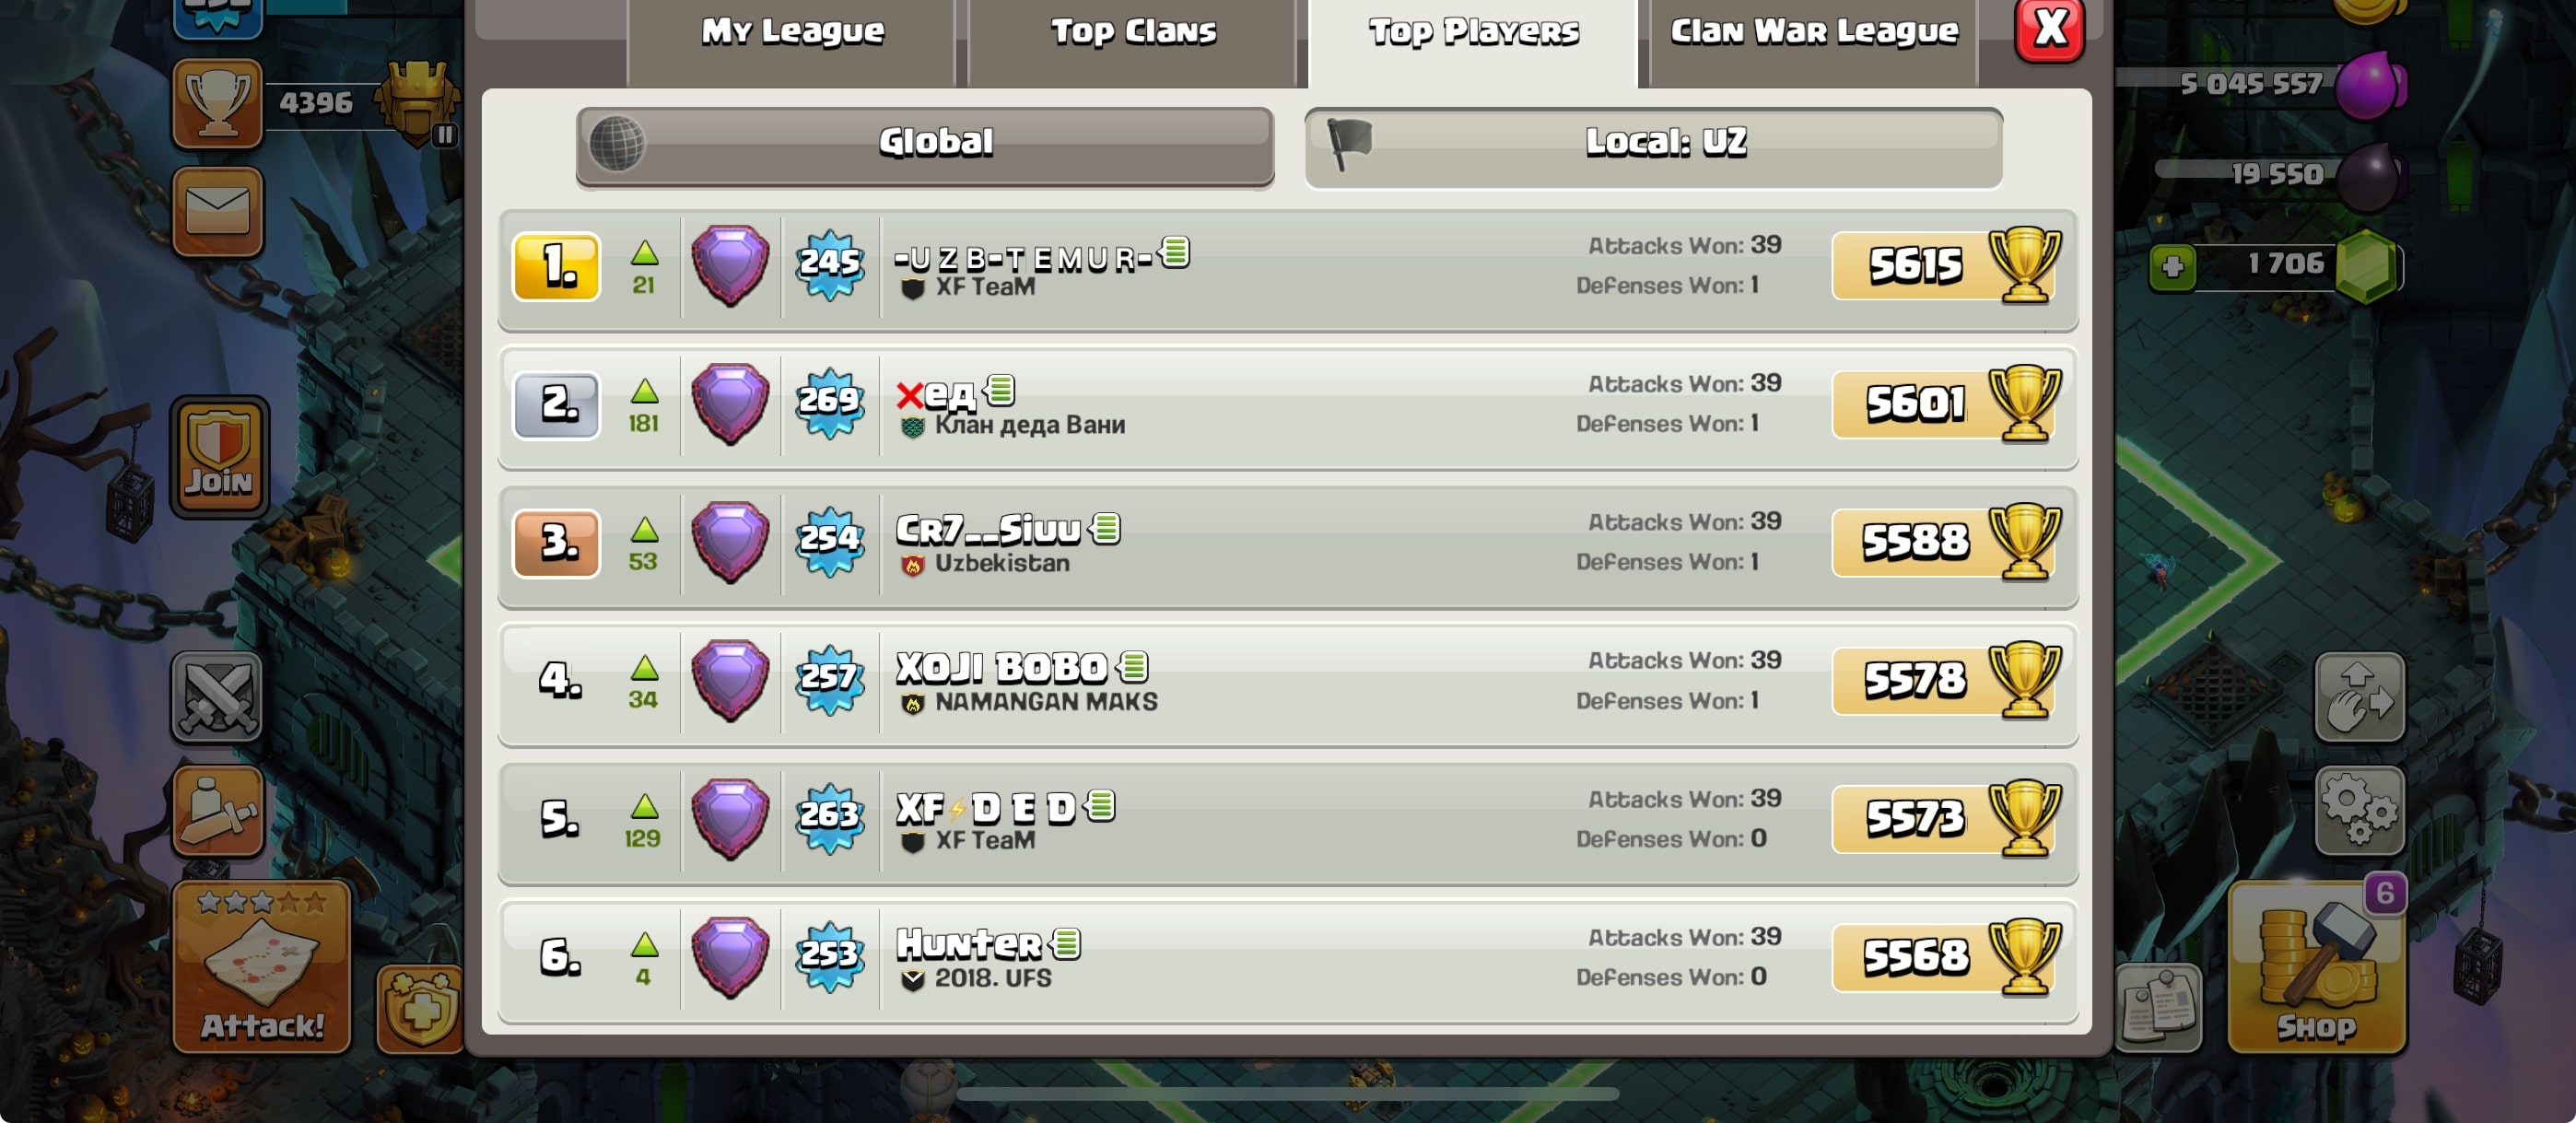 My League
Top Clans
Top Players
Clan War League
X
4396
5 045 557
19 550
1 706
Global
Local: UZ
1.
21
245
-U Z B-T E M U R-
XF TeaM
Attacks Won: 39
Defenses Won: 1
5615
2.
181
269
❌ед
Клан деда Вани
Attacks Won: 39
Defenses Won: 1
5601
3.
53
254
Cr7__Siuu
Uzbekistan
Attacks Won: 39
Defenses Won: 1
5588
4.
34
257
XOJI BOBO
NAMANGAN MAKS
Attacks Won: 39
Defenses Won: 1
5578
5.
129
263
XF⚡D E D
XF TeaM
Attacks Won: 39
Defenses Won: 0
5573
6.
4
253
Hunter
2018. UFS
Attacks Won: 39
Defenses Won: 0
5568
Join
Attack!
6
Shop